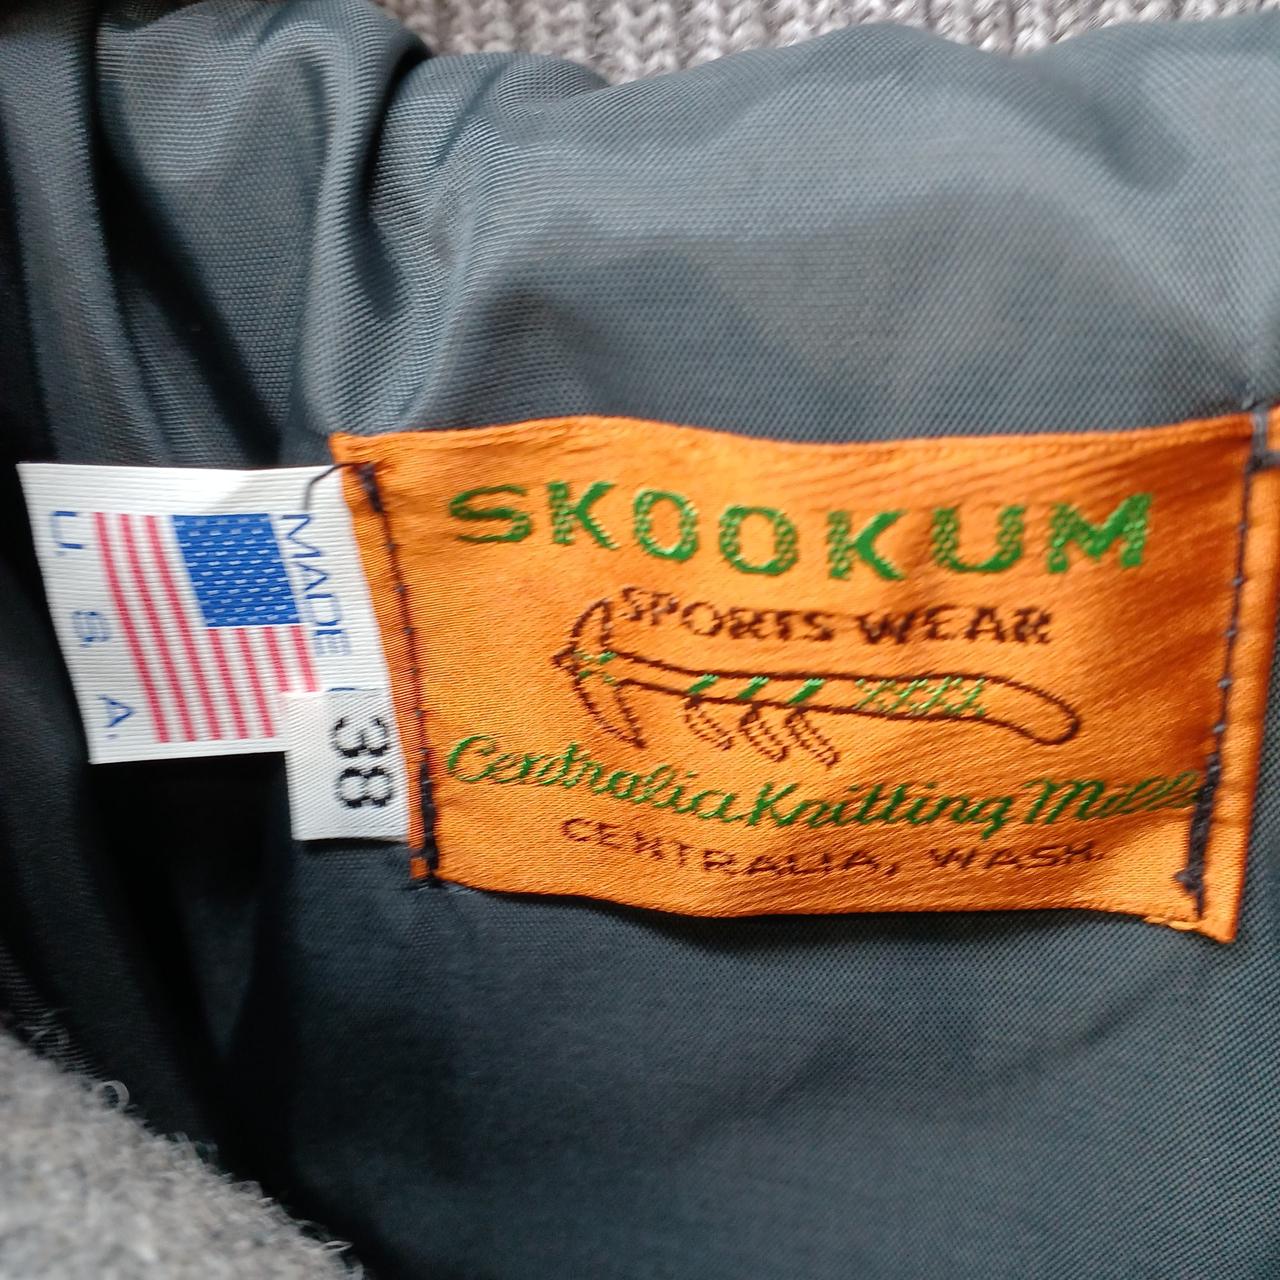 SKOOKUM
SPORTS WEAR
Centralia Knitting Mills
CENTRALIA, WASH.
MADE
U. S. A.
38